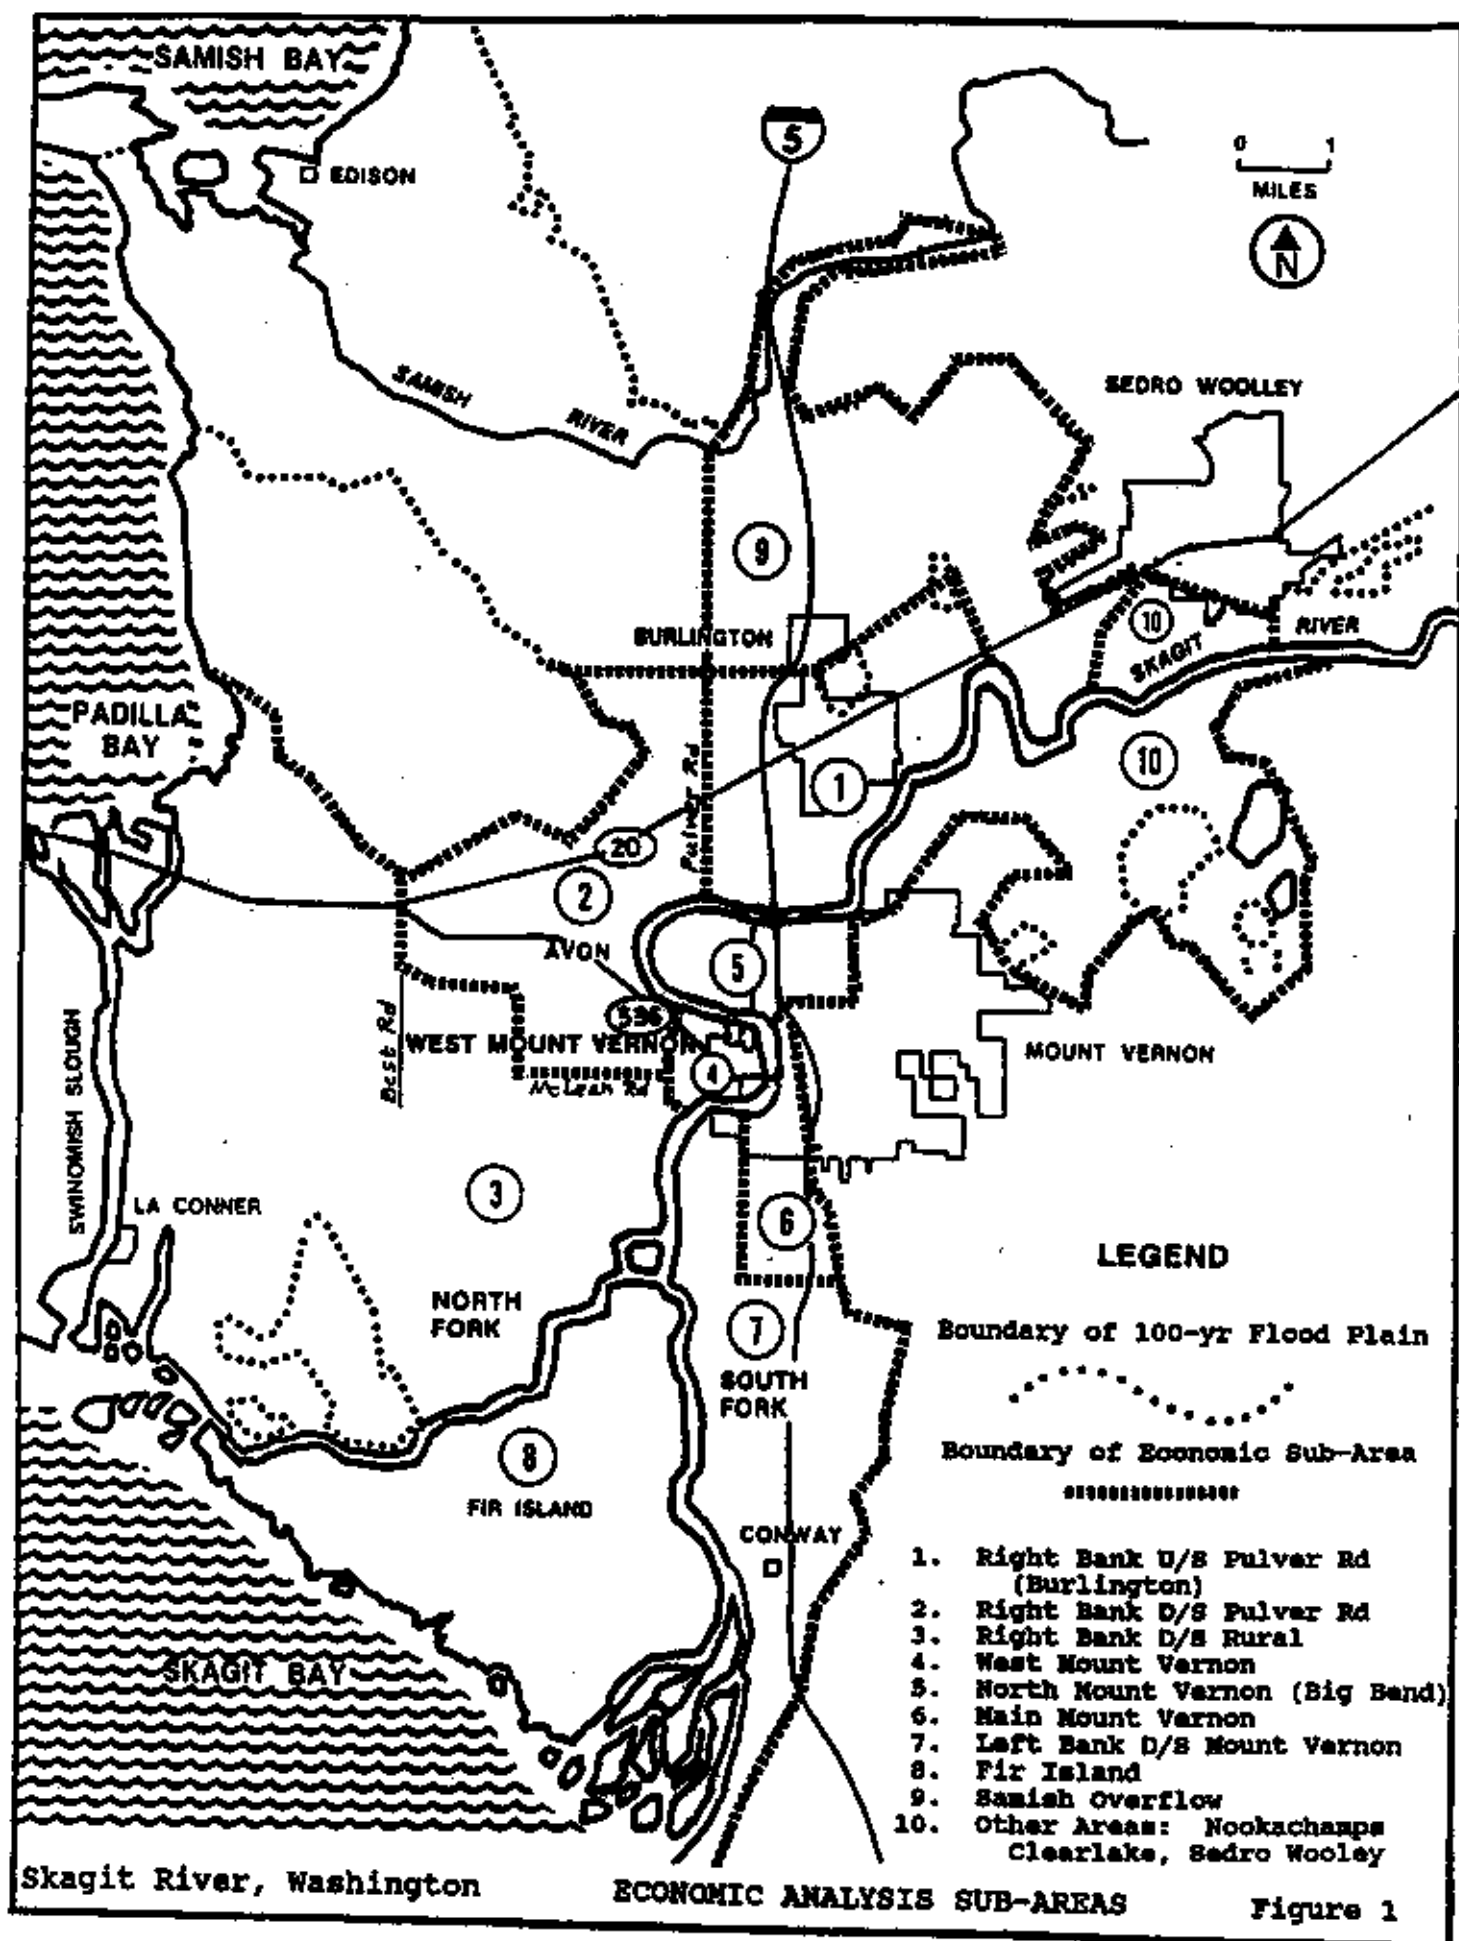 SAMISH BAY
5
0 1
MILES
EDISON
N
SAMISH
RIVER
SEDRO WOOLLEY
9
BURLINGTON
10
SKAGIT
RIVER
PADILLA
BAY
10
1
Pulver Rd
20
2
AVON
5
536
WEST MOUNT VERNON
MOUNT VERNON
Best Rd
McLean Rd
4
SWINOMISH SLOUGH
3
LA CONNER
6
LEGEND
NORTH
FORK
7
Boundary of 100-yr Flood Plain
SOUTH
FORK
8
Boundary of Economic Sub-Area
FIR ISLAND
CONWAY
1. Right Bank U/S Pulver Rd
(Burlington)
2. Right Bank D/S Pulver Rd
3. Right Bank D/S Rural
4. West Mount Vernon
5. North Mount Vernon (Big Bend)
6. Main Mount Vernon
7. Left Bank D/S Mount Vernon
8. Fir Island
9. Samish Overflow
10. Other Areas: Nookachamps
Clearlake, Sedro Wooley
SKAGIT BAY
Skagit River, Washington
ECONOMIC ANALYSIS SUB-AREAS
Figure 1